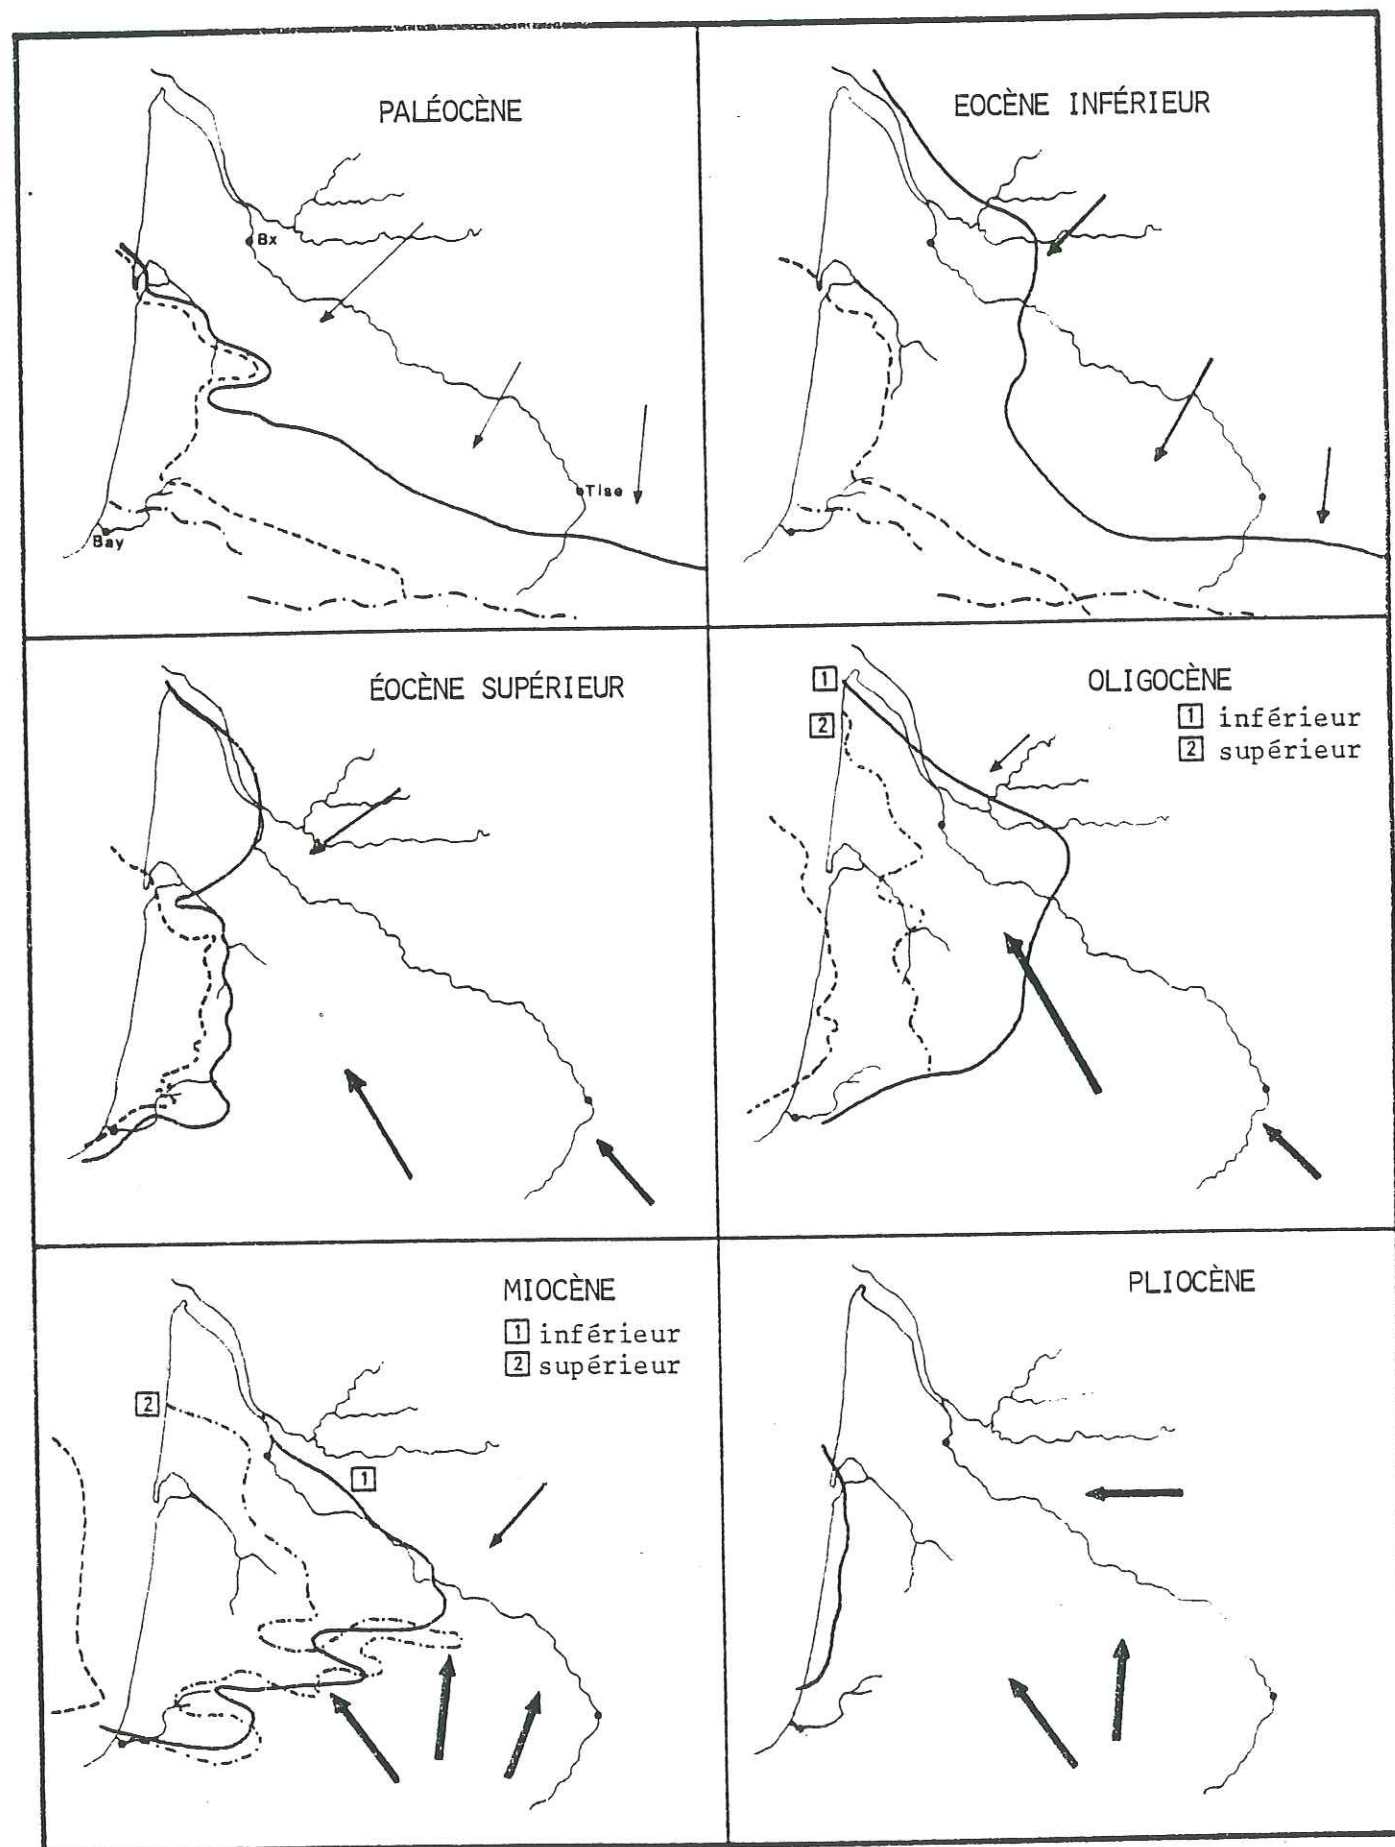 PALÉOCÈNE
Bx
Tlse
Bay
EOCÈNE INFÉRIEUR
ÉOCÈNE SUPÉRIEUR
OLIGOCÈNE
1 inférieur
2 supérieur
1
2
MIOCÈNE
1 inférieur
2 supérieur
2
1
PLIOCÈNE